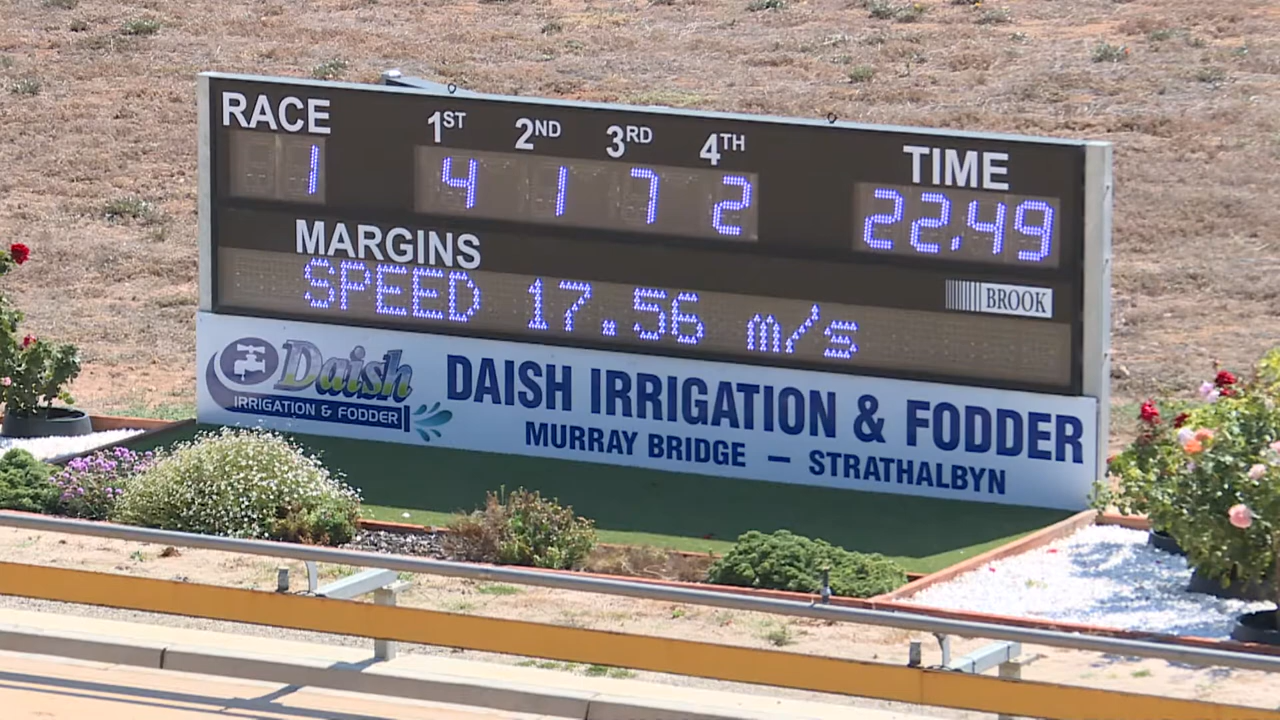 RACE 1ST 2ND 3RD 4TH TIME
1 4 1 7 2 22.49
MARGINS
SPEED 17.56 m/s
BROOK
Daish
IRRIGATION & FODDER
DAISH IRRIGATION & FODDER
MURRAY BRIDGE – STRATHALBYN